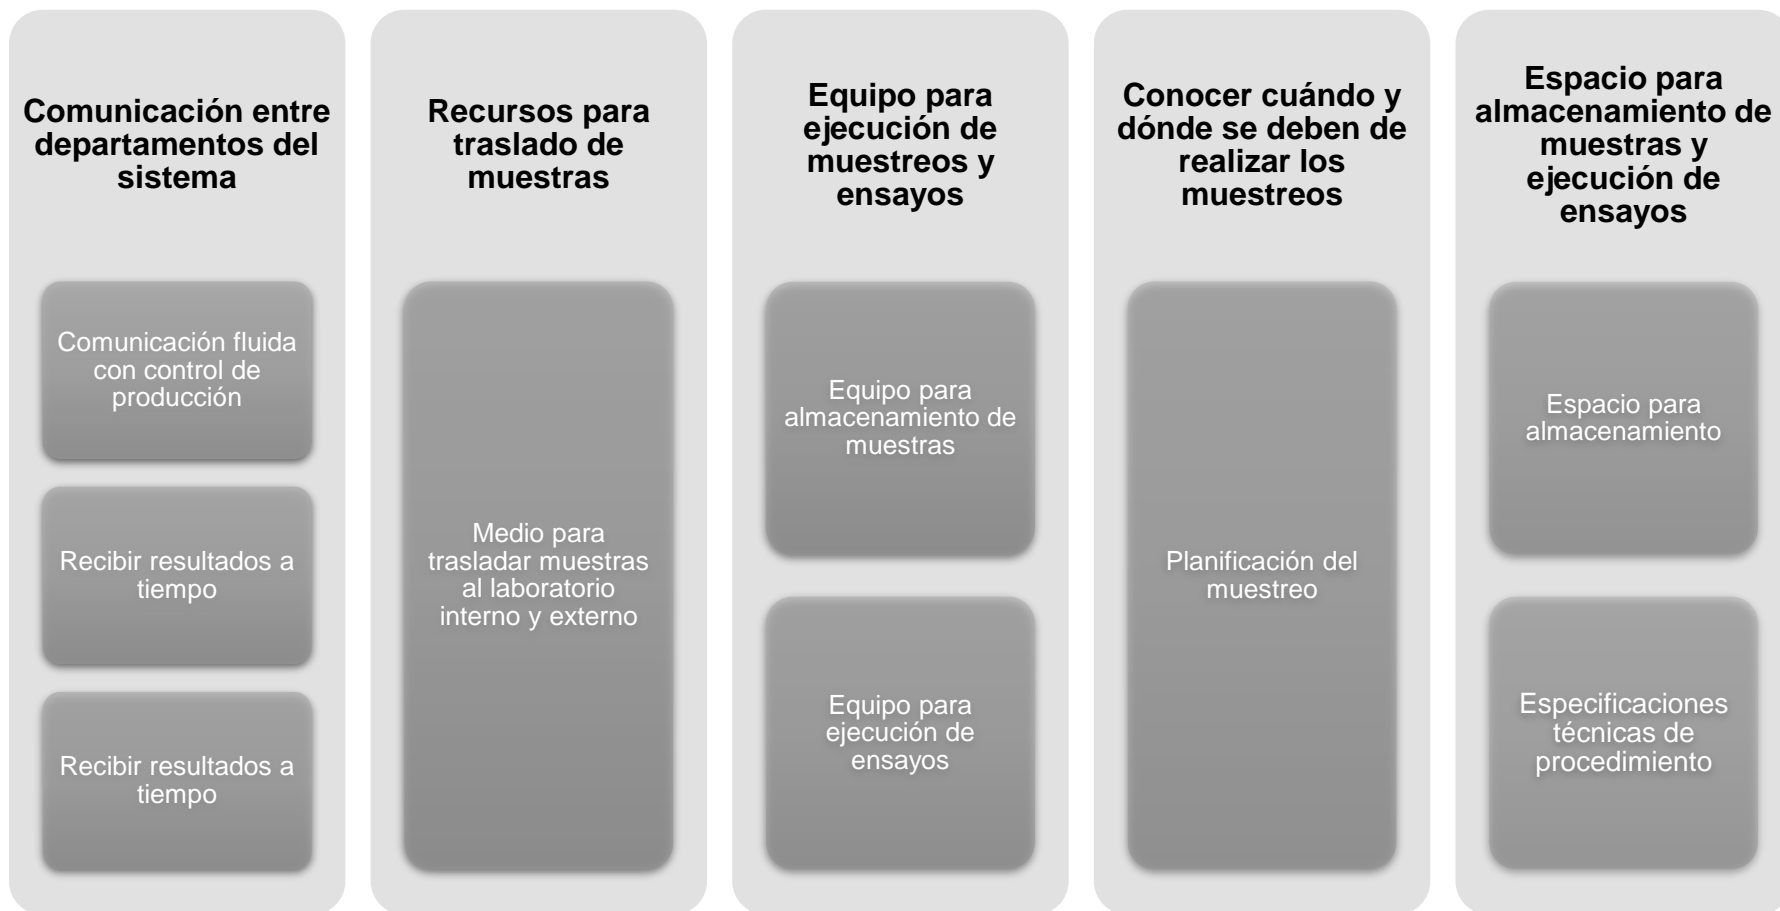 Comunicación entre
departamentos del
sistema
Comunicación fluida
con control de
producción
Recibir resultados a
tiempo
Recibir resultados a
tiempo
Recursos para
traslado de
muestras
Medio para
trasladar muestras
al laboratorio
interno y externo
Equipo para
ejecución de
muestreos y
ensayos
Equipo para
almacenamiento de
muestras
Equipo para
ejecución de
ensayos
Conocer cuándo y
dónde se deben de
realizar los
muestreos
Planificación del
muestreo
Espacio para
almacenamiento de
muestras y
ejecución de
ensayos
Espacio para
almacenamiento
Especificaciones
técnicas de
procedimiento